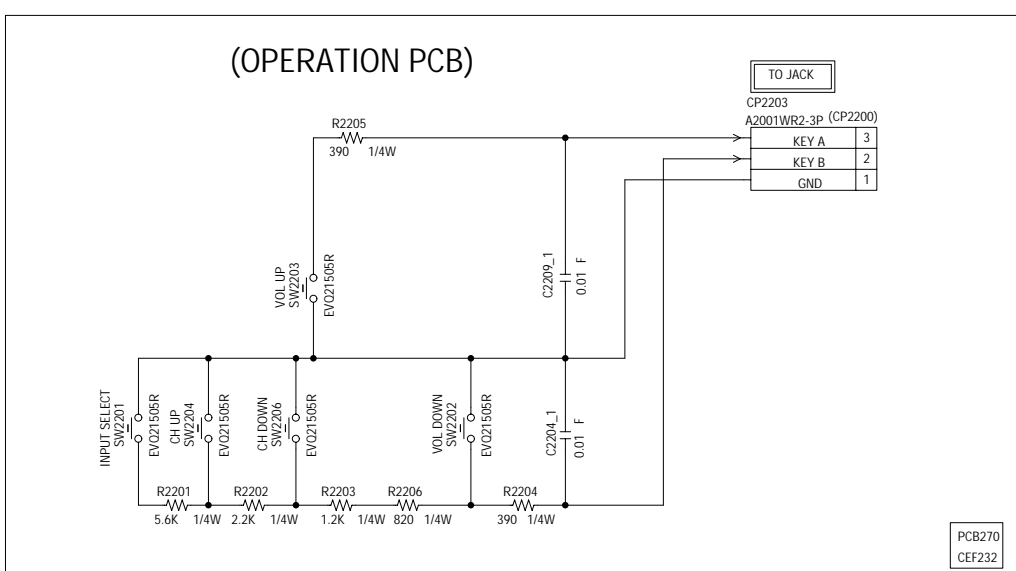 (OPERATION PCB)
TO JACK
CP2203
A2001WR2-3P (CP2200)
KEY A 3
KEY B 2
GND 1
R2205
390 1/4W
VOL UP
SW2203
EVQ21505R
C2209_1
0.01 F
INPUT SELECT
SW2201
EVQ21505R
CH UP
SW2204
EVQ21505R
CH DOWN
SW2206
EVQ21505R
VOL DOWN
SW2202
EVQ21505R
C2204_1
0.01 F
R2201
5.6K 1/4W
R2202
2.2K 1/4W
R2203
1.2K 1/4W
R2206
820 1/4W
R2204
390 1/4W
PCB270
CEF232